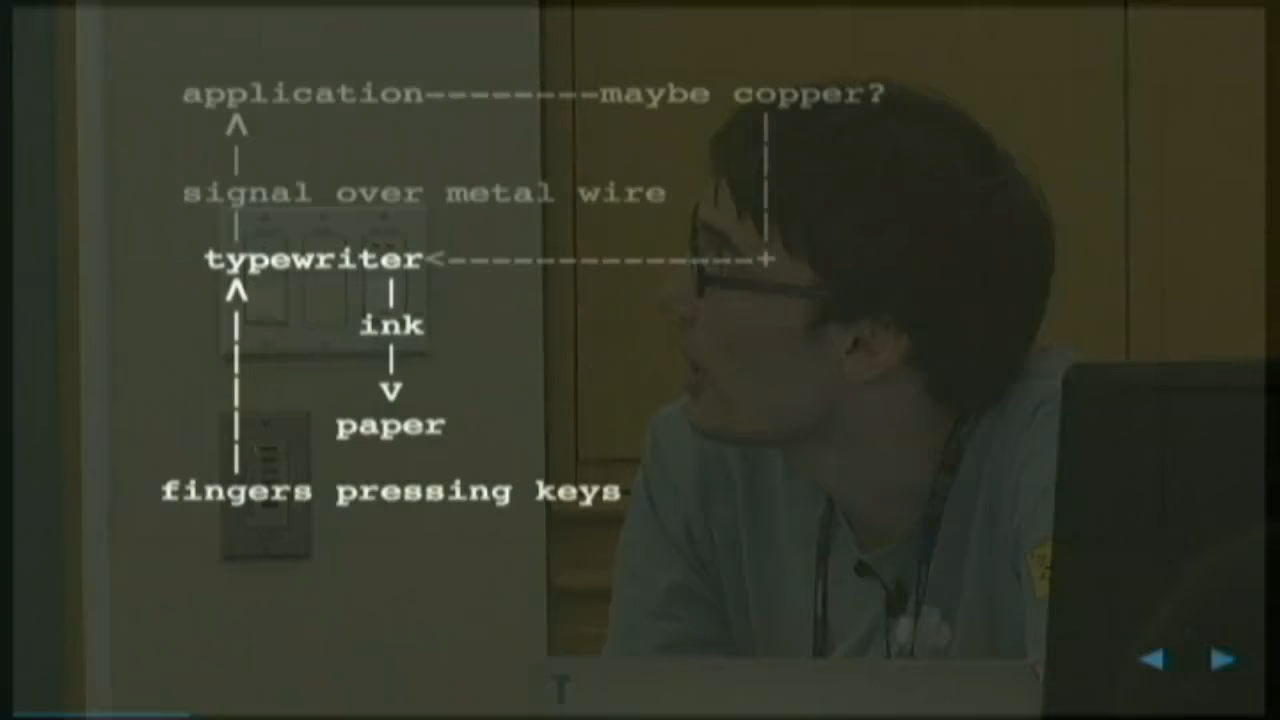 application--------maybe copper?
signal over metal wire
typewriter<--------------+
ink
v
paper
fingers pressing keys
T